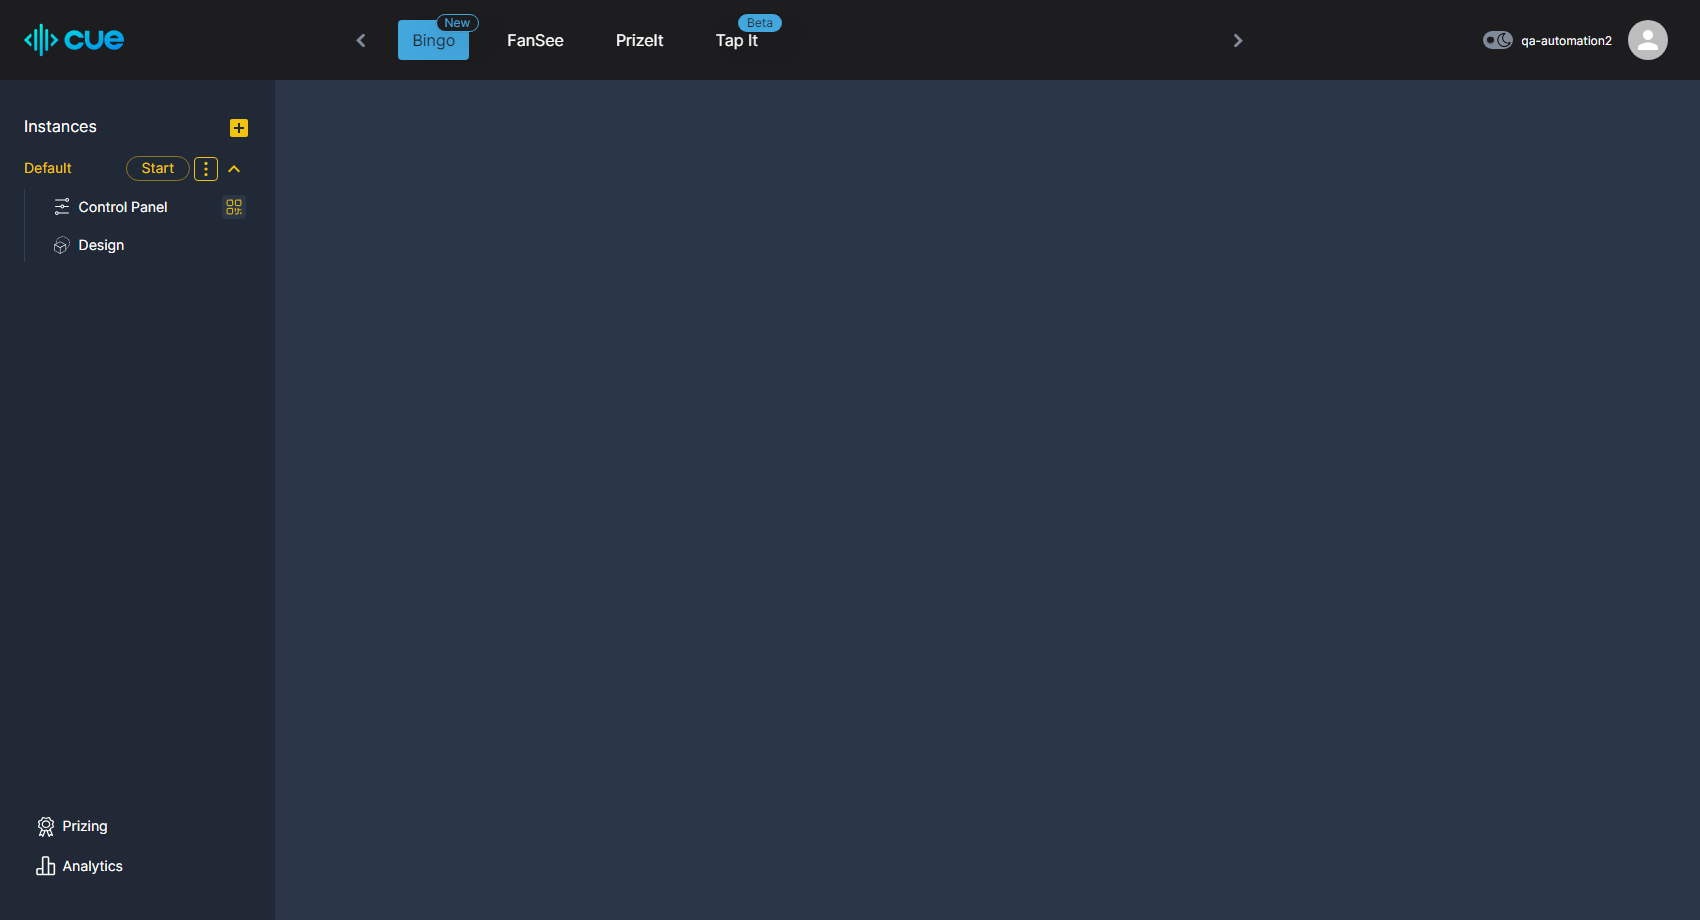 cue
New
Bingo
FanSee
PrizeIt
Beta
Tap It
qa-automation2
Instances
Default
Start
Control Panel
Design
Prizing
Analytics